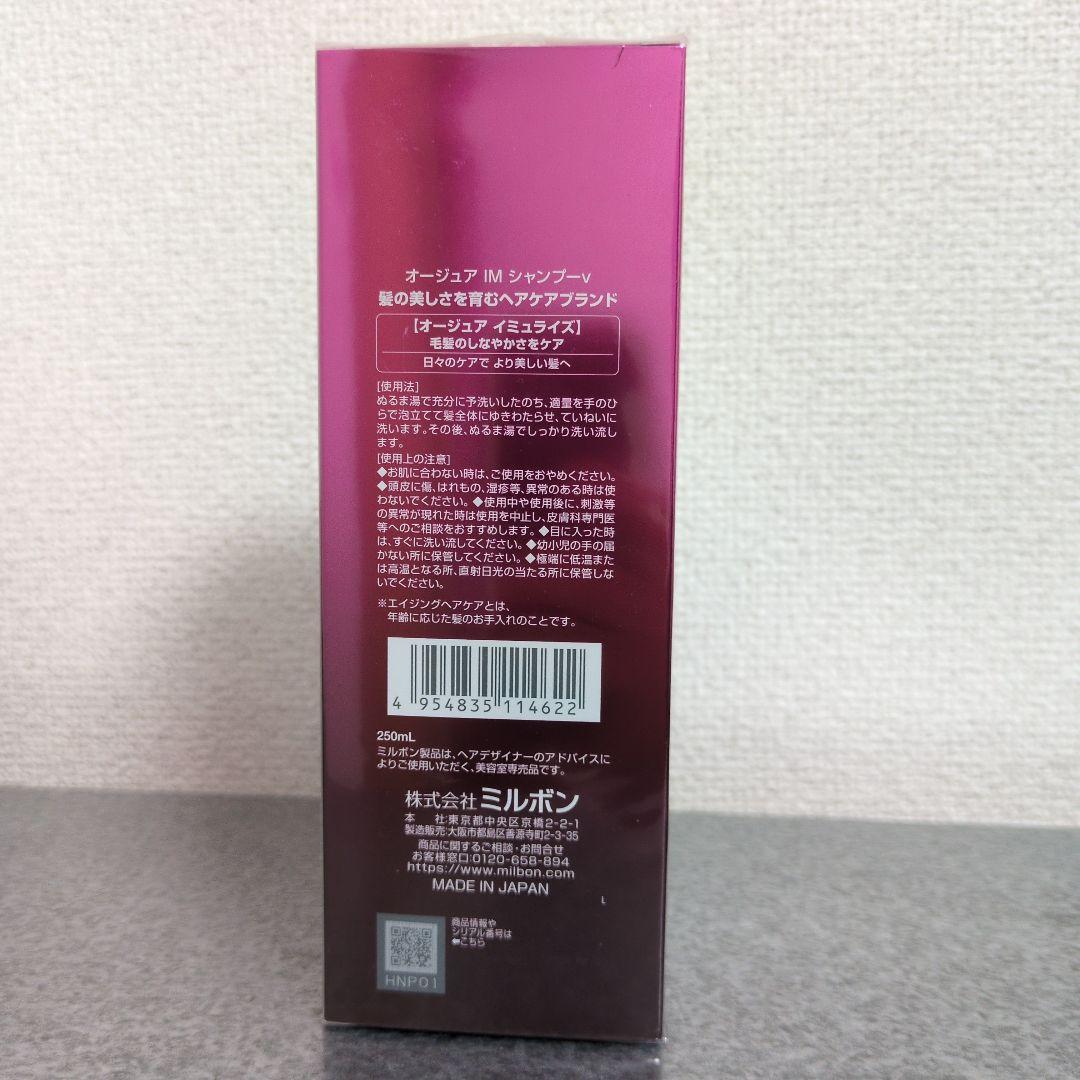 オージュア IM シャンプーv
髪の美しさを育むヘアケアブランド
【オージュア イミュライズ】
毛髪のしなやかさをケア
日々のケアで より美しい髪へ
[使用法]
ぬるま湯で充分に予洗いしたのち、適量を手のひ
らで泡立てて髪全体にゆきわたらせ、ていねいに
洗います。その後、ぬるま湯でしっかり洗い流し
ます。
[使用上の注意]
◆お肌に合わない時は、ご使用をおやめください。
◆頭皮に傷、はれもの、湿疹等、異常のある時は使
わないでください。◆使用中や使用後に、刺激等
の異常が現れた時は使用を中止し、皮膚科専門医
等へのご相談をおすすめします。◆目に入った時
は、すぐに洗い流してください。◆幼小児の手の届
かない所に保管してください。◆極端に低温また
は高温となる所、直射日光の当たる所に保管しな
いでください。
※エイジングヘアケアとは、
年齢に応じた髪のお手入れのことです。
4 954835 114622
250mL
ミルボン製品は、ヘアデザイナーのアドバイスに
よりご使用いただく、美容室専売品です。
株式会社 ミルボン
本 社:東京都中央区京橋2-2-1
製造販売:大阪市都島区善源寺町2-3-35
商品に関するご相談・お問合せ
お客様窓口:0120-658-894
https://www.milbon.com
MADE IN JAPAN
L
商品情報や
シリアル番号は
⬅こちら
HNP01